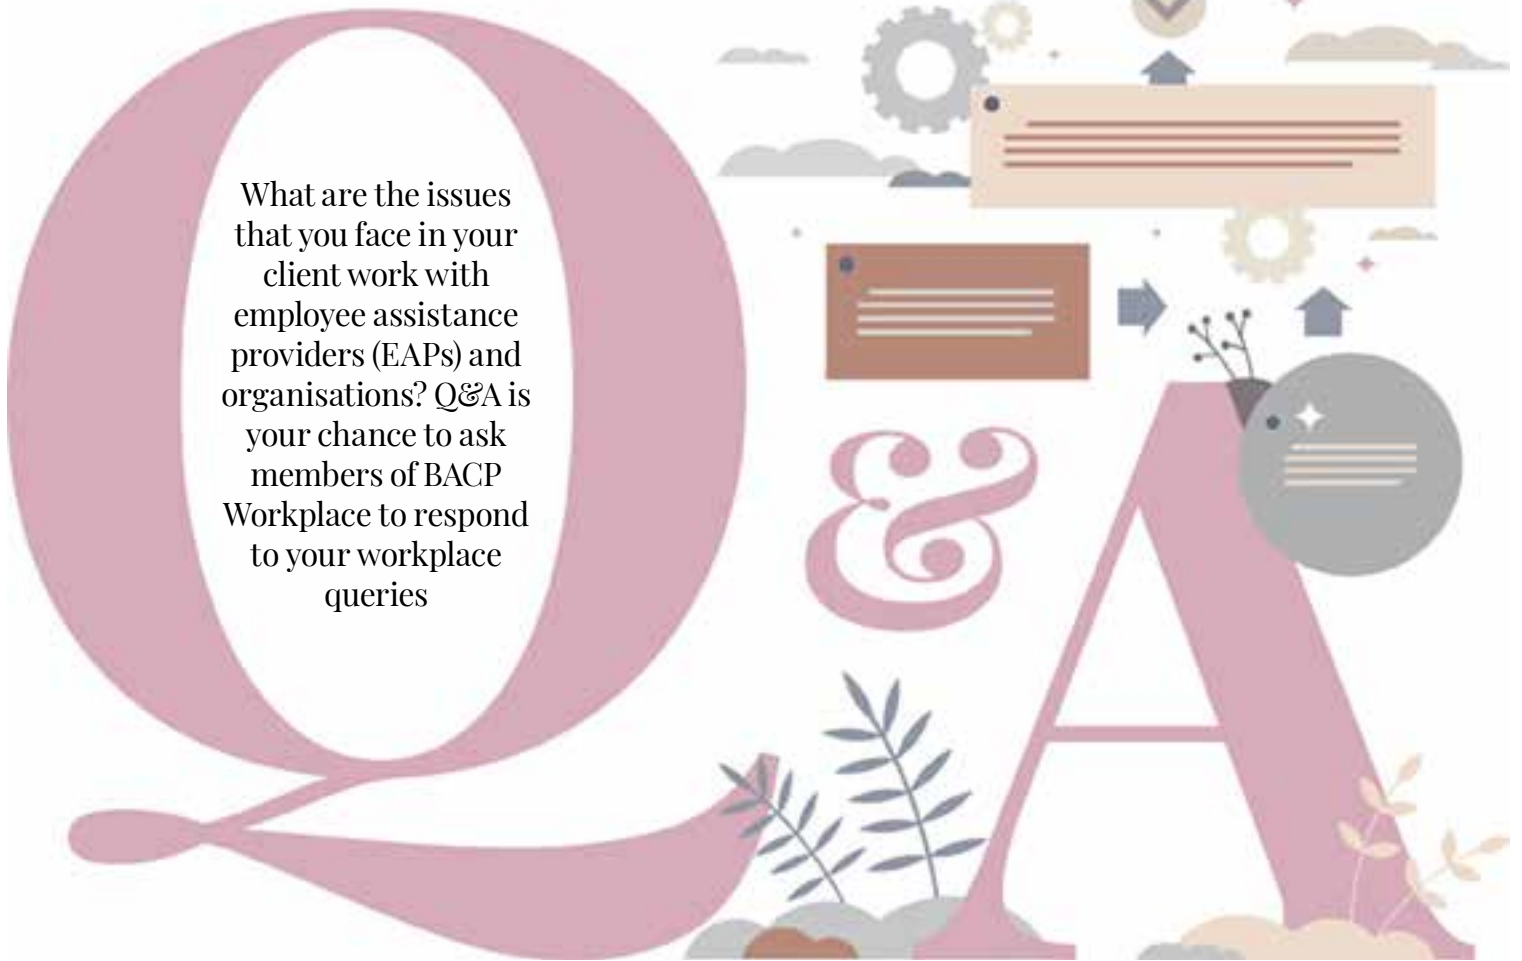 What are the issues
that you face in your
client work with
employee assistance
providers (EAPs) and
organisations? Q&A is
your chance to ask
members of BACP
Workplace to respond
to your workplace
queries
Q
&
A